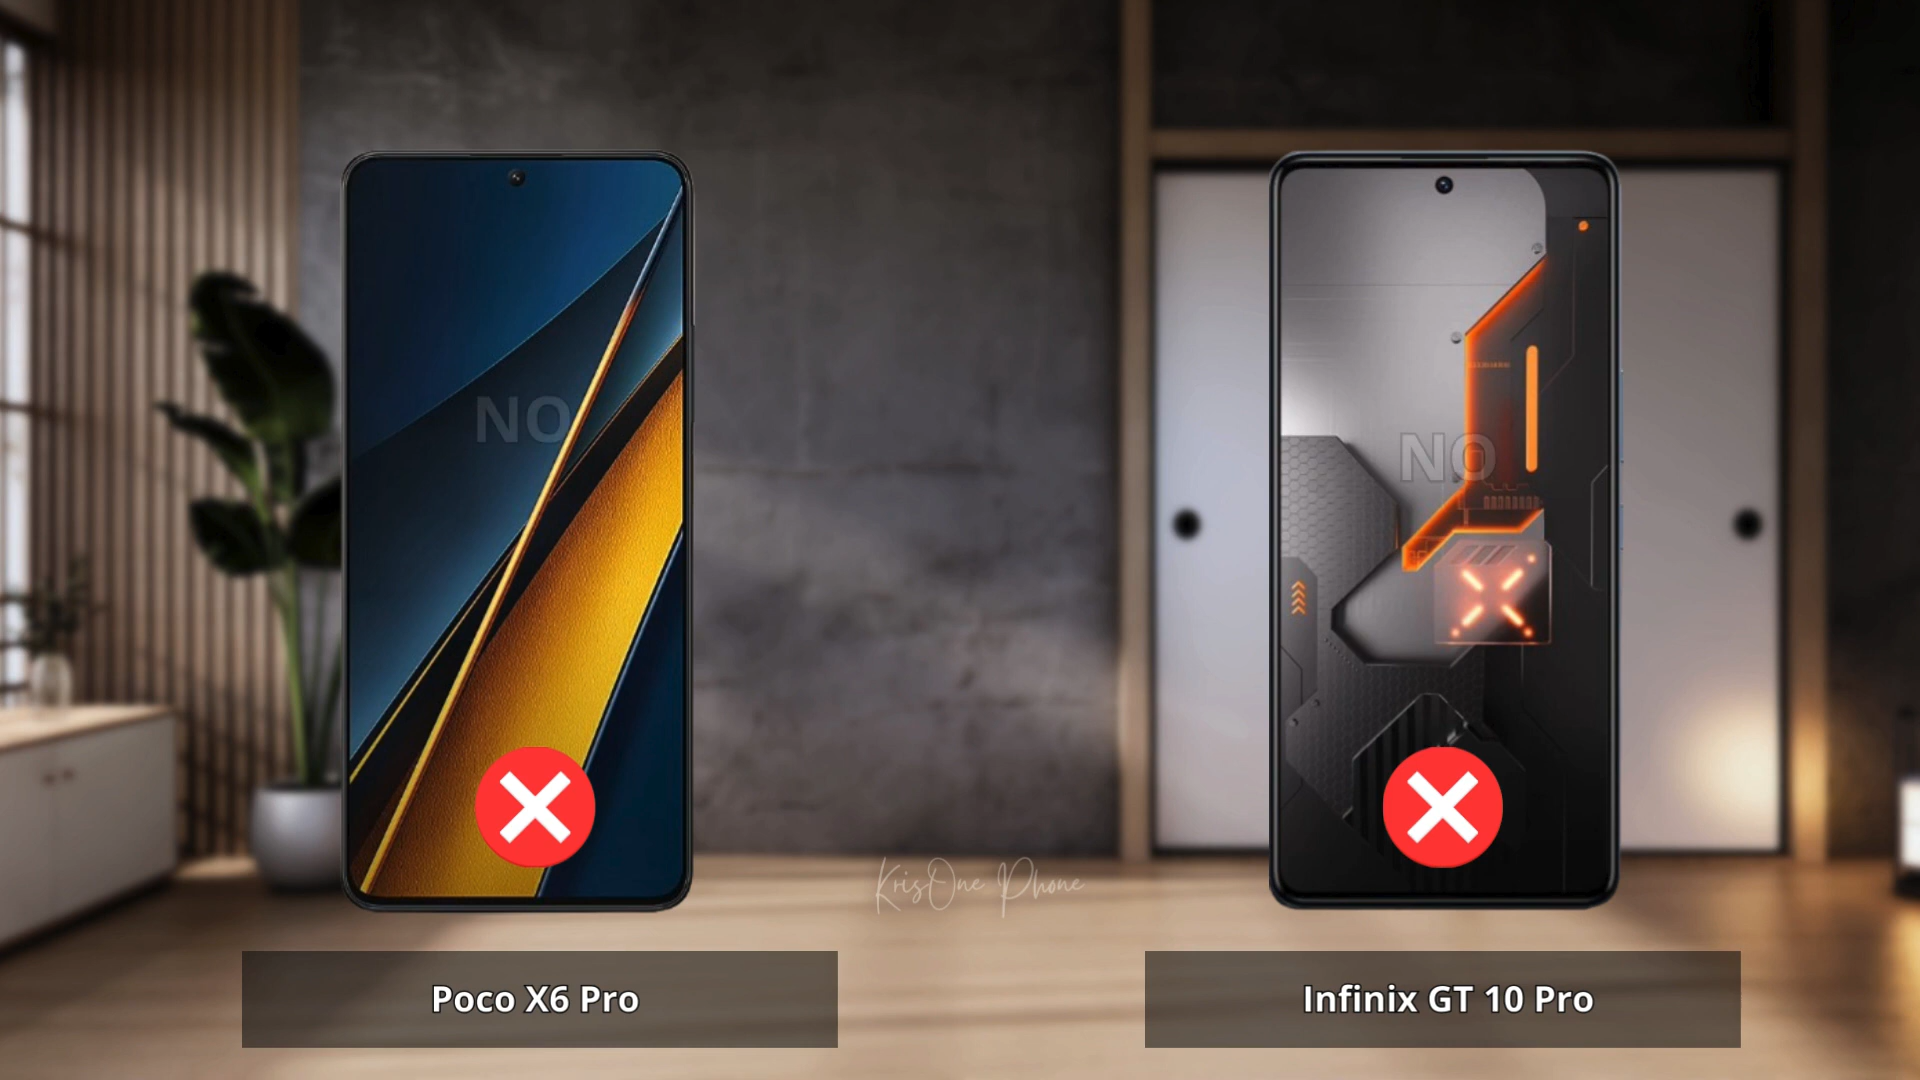 NO
NO
KrisOne Phone
Poco X6 Pro
Infinix GT 10 Pro